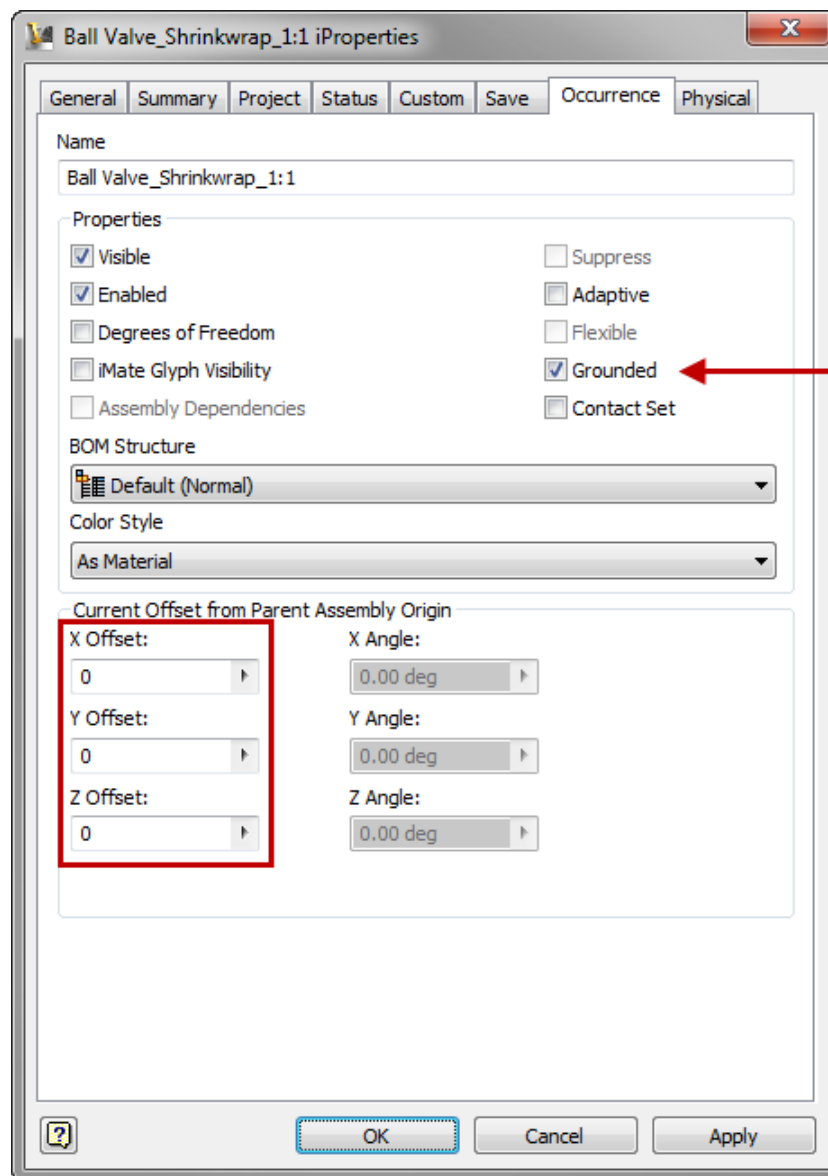 Ball Valve_Shrinkwrap_1:1 iProperties
General Summary Project Status Custom Save Occurrence Physical
Name
Ball Valve_Shrinkwrap_1:1
Properties
Visible Suppress
Enabled Adaptive
Degrees of Freedom Flexible
iMate Glyph Visibility Grounded
Assembly Dependencies Contact Set
BOM Structure
Default (Normal)
Color Style
As Material
Current Offset from Parent Assembly Origin
X Offset: X Angle:
0 0.00 deg
Y Offset: Y Angle:
0 0.00 deg
Z Offset: Z Angle:
0 0.00 deg
? OK Cancel Apply